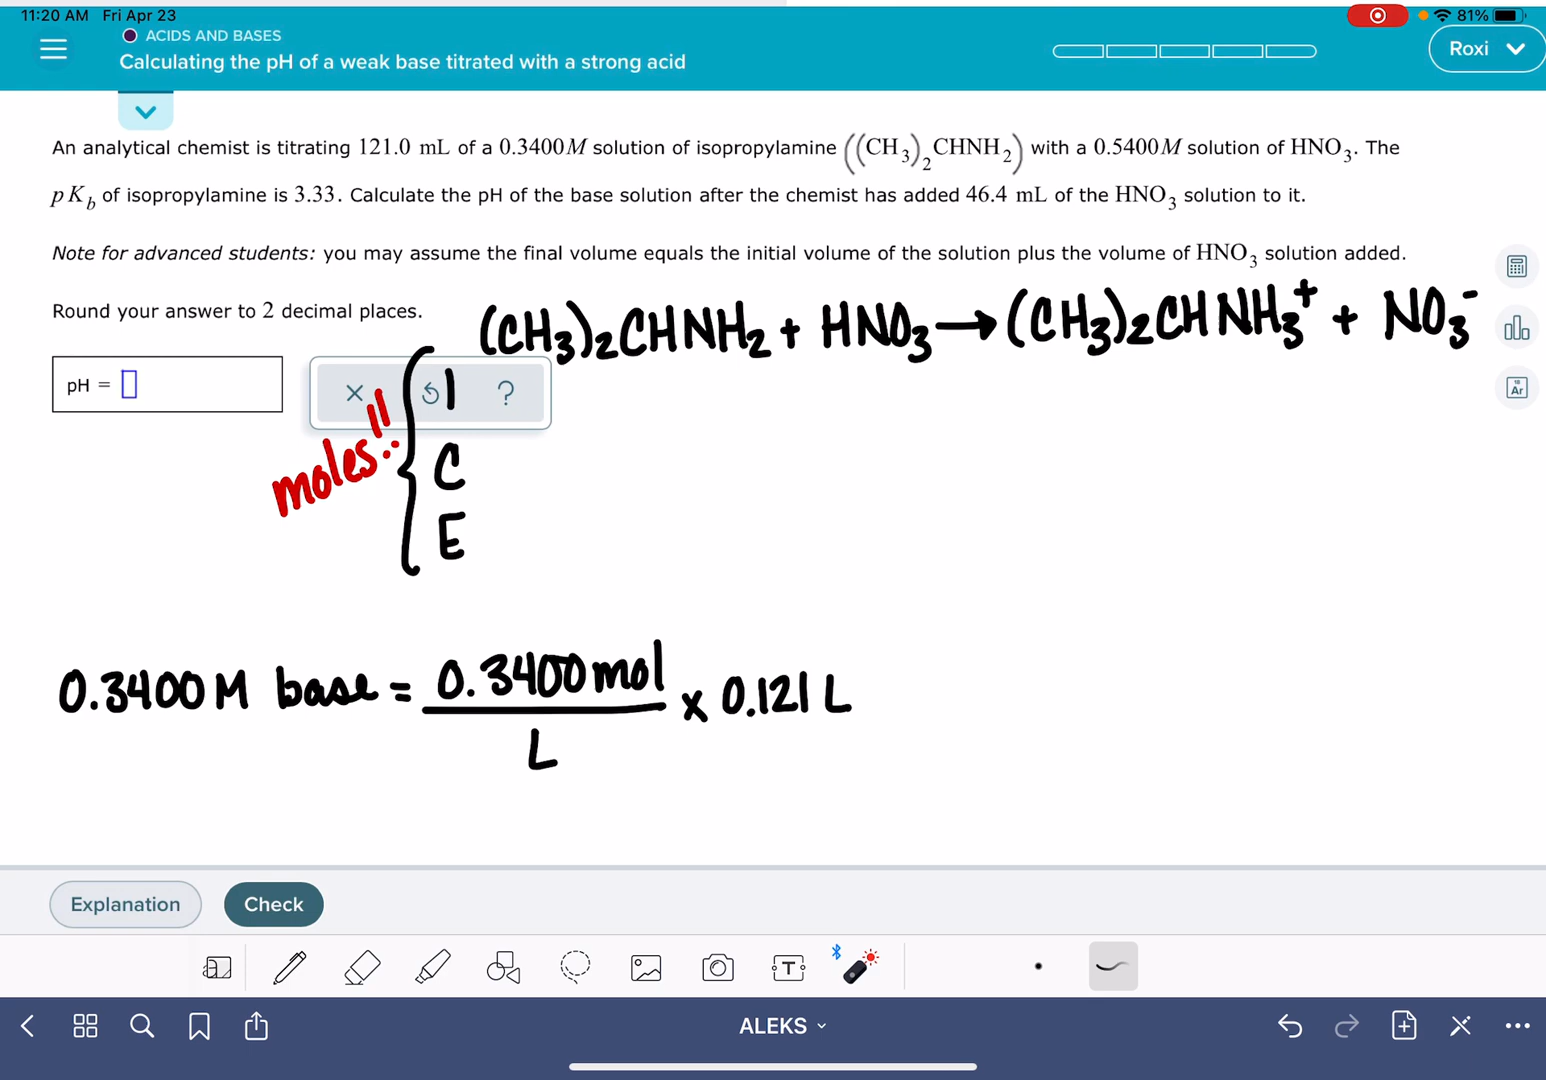 11:20 AM Fri Apr 23
81%
ACIDS AND BASES
Calculating the pH of a weak base titrated with a strong acid
Roxi
An analytical chemist is titrating 121.0 mL of a 0.3400 M solution of isopropylamine ((CH₃)₂CHNH₂) with a 0.5400 M solution of HNO₃. The
pK_b of isopropylamine is 3.33. Calculate the pH of the base solution after the chemist has added 46.4 mL of the HNO₃ solution to it.
Note for advanced students: you may assume the final volume equals the initial volume of the solution plus the volume of HNO₃ solution added.
Round your answer to 2 decimal places.
(CH₃)₂CHNH₂ + HNO₃ → (CH₃)₂CHNH₃⁺ + NO₃⁻
pH =
?
I
moles!!
C
E
18
Ar
0.3400 M base = 0.3400 mol / L × 0.121 L
Explanation
Check
T
ALEKS